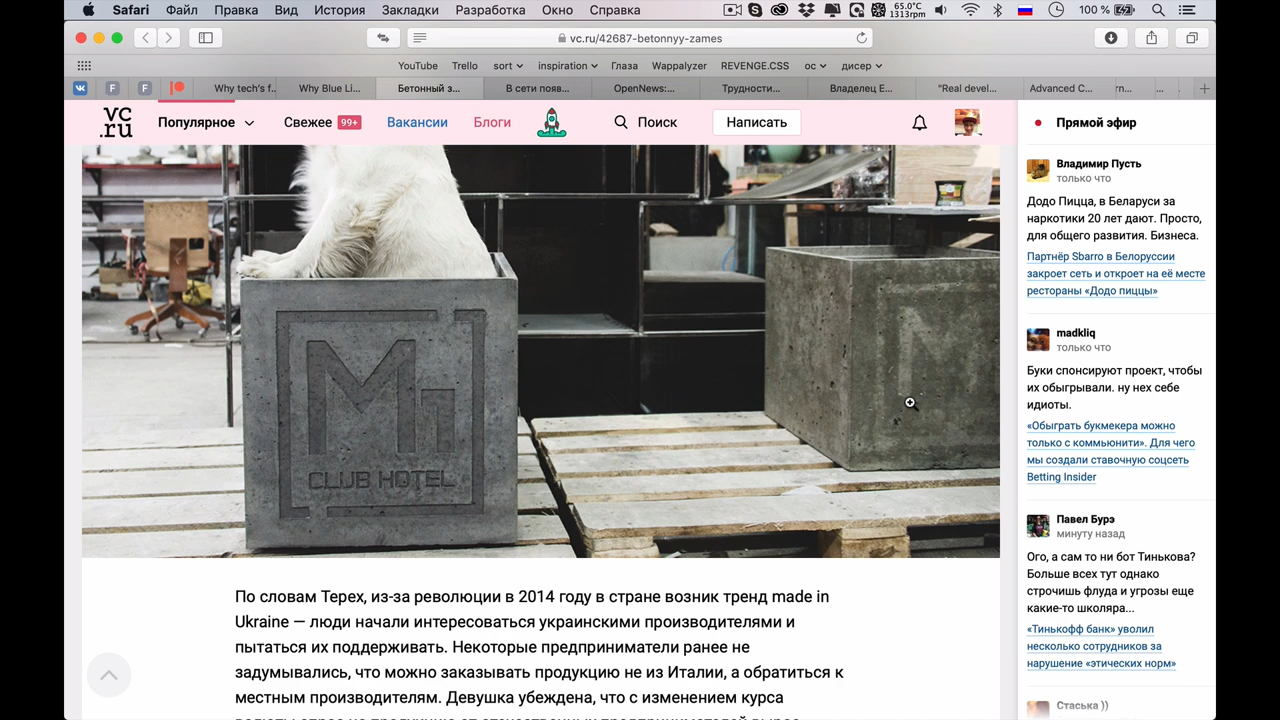 Safari Файл Правка Вид История Закладки Разработка Окно Справка 65.0°C 1313rpm 100 %
vc.ru/42687-betonnyy-zames
YouTube Trello sort inspiration Глаза Wappalyzer REVENGE.CSS ос дисер
F F Why tech's f... Why Blue Li... Бетонный з... В сети появ... OpenNews:... Трудности... Владелец Е... "Real devel... Advanced C...
vc.ru Популярное Свежее 99+ Вакансии Блоги Поиск Написать
M
CLUB HOTEL
По словам Терех, из-за революции в 2014 году в стране возник тренд made in
Ukraine — люди начали интересоваться украинскими производителями и
пытаться их поддерживать. Некоторые предприниматели ранее не
задумывались, что можно заказывать продукцию не из Италии, а обратиться к
местным производителям. Девушка убеждена, что с изменением курса
Прямой эфир
Владимир Пусть
только что
Додо Пицца, в Беларуси за
наркотики 20 лет дают. Просто,
для общего развития. Бизнеса.
Партнёр Sbarro в Белоруссии
закроет сеть и откроет на её месте
рестораны «Додо пиццы»
madkliq
только что
Буки спонсируют проект, чтобы
их обыгрывали. ну нех себе
идиоты.
«Обыграть букмекера можно
только с коммьюнити». Для чего
мы создали ставочную соцсеть
Betting Insider
Павел Бурэ
минуту назад
Ого, а сам то ни бот Тинькова?
Больше всех тут однако
строчишь флуда и угрозы еще
какие-то школяра...
«Тинькофф банк» уволил
несколько сотрудников за
нарушение «этических норм»
Стаська ))